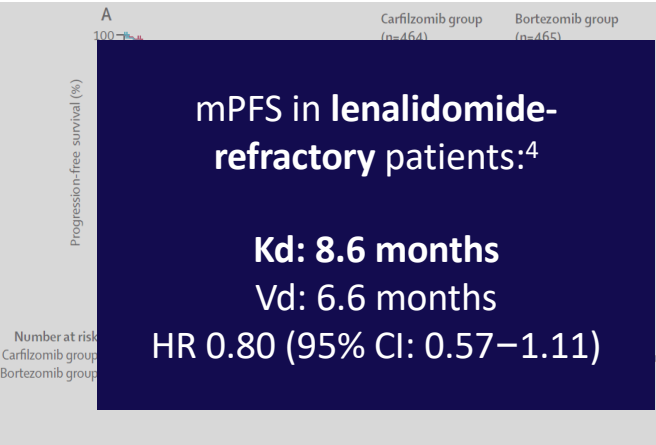 A
Carfilzomib group Bortezomib group
(n=464) (n=465)
100
Progression-free survival (%)
mPFS in lenalidomide-
refractory patients:⁴
Kd: 8.6 months
Vd: 6.6 months
HR 0.80 (95% CI: 0.57–1.11)
Number at risk
Carfilzomib group
Bortezomib group